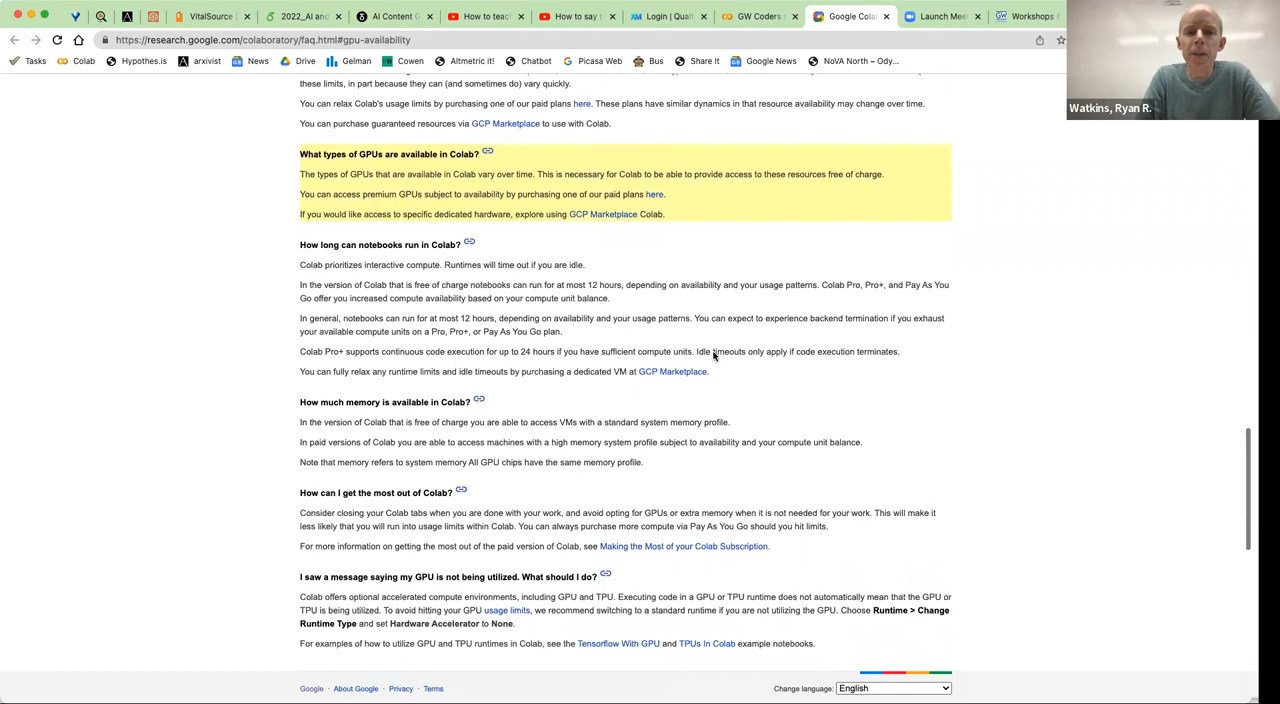 VitalSource
2022_AI and
AI Content G
How to teac
How to say t
Login | Qual
GW Coders a
Google Cola
Launch Mee
Workshops
https://research.google.com/colaboratory/faq.html#gpu-availability
Tasks
Colab
Hypothes.is
arxivist
News
Drive
Gelman
Cowen
Altmetric it!
Chatbot
Picasa Web
Bus
Share It
Google News
NoVA North – Ody...
Watkins, Ryan R.
these limits, in part because they can (and sometimes do) vary quickly.
You can relax Colab's usage limits by purchasing one of our paid plans here. These plans have similar dynamics in that resource availability may change over time.
You can purchase guaranteed resources via GCP Marketplace to use with Colab.
What types of GPUs are available in Colab?
The types of GPUs that are available in Colab vary over time. This is necessary for Colab to be able to provide access to these resources free of charge.
You can access premium GPUs subject to availability by purchasing one of our paid plans here.
If you would like access to specific dedicated hardware, explore using GCP Marketplace Colab.
How long can notebooks run in Colab?
Colab prioritizes interactive compute. Runtimes will time out if you are idle.
In the version of Colab that is free of charge notebooks can run for at most 12 hours, depending on availability and your usage patterns. Colab Pro, Pro+, and Pay As You
Go offer you increased compute availability based on your compute unit balance.
In general, notebooks can run for at most 12 hours, depending on availability and your usage patterns. You can expect to experience backend termination if you exhaust
your available compute units on a Pro, Pro+, or Pay As You Go plan.
Colab Pro+ supports continuous code execution for up to 24 hours if you have sufficient compute units. Idle timeouts only apply if code execution terminates.
You can fully relax any runtime limits and idle timeouts by purchasing a dedicated VM at GCP Marketplace.
How much memory is available in Colab?
In the version of Colab that is free of charge you are able to access VMs with a standard system memory profile.
In paid versions of Colab you are able to access machines with a high memory system profile subject to availability and your compute unit balance.
Note that memory refers to system memory All GPU chips have the same memory profile.
How can I get the most out of Colab?
Consider closing your Colab tabs when you are done with your work, and avoid opting for GPUs or extra memory when it is not needed for your work. This will make it
less likely that you will run into usage limits within Colab. You can always purchase more compute via Pay As You Go should you hit limits.
For more information on getting the most out of the paid version of Colab, see Making the Most of your Colab Subscription.
I saw a message saying my GPU is not being utilized. What should I do?
Colab offers optional accelerated compute environments, including GPU and TPU. Executing code in a GPU or TPU runtime does not automatically mean that the GPU or
TPU is being utilized. To avoid hitting your GPU usage limits, we recommend switching to a standard runtime if you are not utilizing the GPU. Choose Runtime > Change
Runtime Type and set Hardware Accelerator to None.
For examples of how to utilize GPU and TPU runtimes in Colab, see the Tensorflow With GPU and TPUs In Colab example notebooks.
Google · About Google · Privacy · Terms
Change language: English